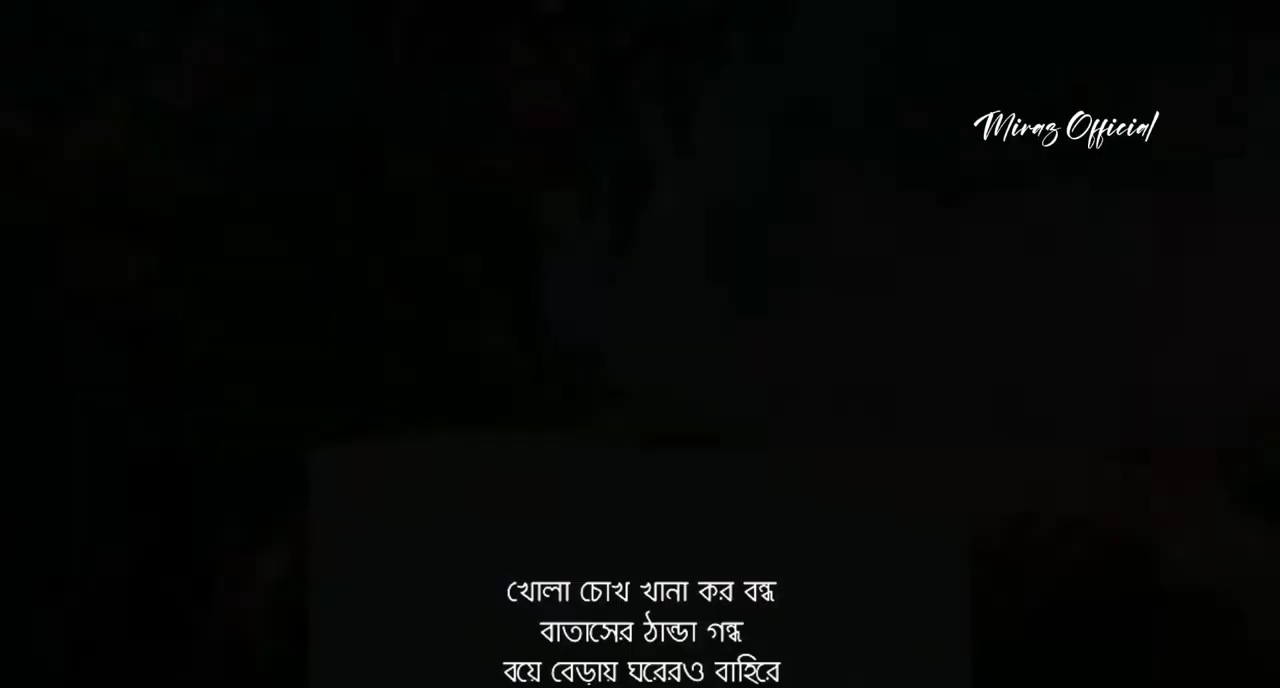 Miraz Official
খোলা চোখ খানা কর বন্ধ
বাতাসের ঠান্ডা গন্ধ
বয়ে বেড়ায় ঘরেরও বাহিরে